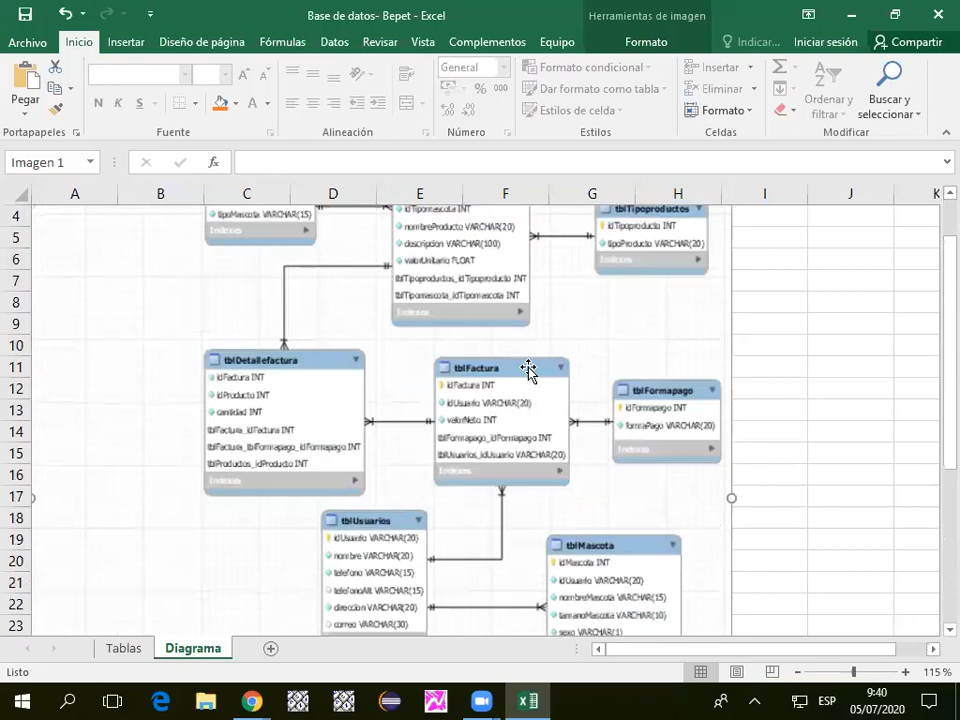 Base de datos- Bepet - Excel
Herramientas de imagen
Archivo Inicio Insertar Diseño de página Fórmulas Datos Revisar Vista Complementos Equipo Formato Indicar... Iniciar sesión Compartir
Pegar
N K S
A A
A
General
% 000
Formato condicional
Dar formato como tabla
Estilos de celda
Insertar
Eliminar
Formato
Ordenar y filtrar
Buscar y seleccionar
Portapapeles Fuente Alineación Número Estilos Celdas Modificar
Imagen 1
fx
A B C D E F G H I J K
4
5
6
7
8
9
10
11
12
13
14
15
16
17
18
19
20
21
22
23
tipoMascota VARCHAR(15)
Indexes
idTipomascota INT
nombreProducto VARCHAR(20)
descripcion VARCHAR(100)
valorUnitario FLOAT
tblTipoproductos_idTipoproducto INT
tblTipomascota_idTipomascota INT
Indexes
tblTipoproductos
idTipoproducto INT
tipoProducto VARCHAR(20)
Indexes
tblDetallefactura
idFactura INT
idProducto INT
cantidad INT
tblFactura_idFactura INT
tblFactura_tblFormapago_idFormapago INT
tblProductos_idProducto INT
Indexes
tblFactura
idFactura INT
idUsuario VARCHAR(20)
valorNeto INT
tblFormapago_idFormapago INT
tblUsuarios_idUsuario VARCHAR(20)
Indexes
tblFormapago
idFormapago INT
formaPago VARCHAR(20)
Indexes
tblUsuarios
idUsuario VARCHAR(20)
nombre VARCHAR(20)
telefono VARCHAR(15)
telefonoAlt VARCHAR(15)
direccion VARCHAR(20)
correo VARCHAR(30)
tblMascota
idMascota INT
idUsuario VARCHAR(20)
nombreMascota VARCHAR(15)
tamanoMascota VARCHAR(10)
sexo VARCHAR(1)
Tablas Diagrama
Listo
115 %
ESP
9:40
05/07/2020